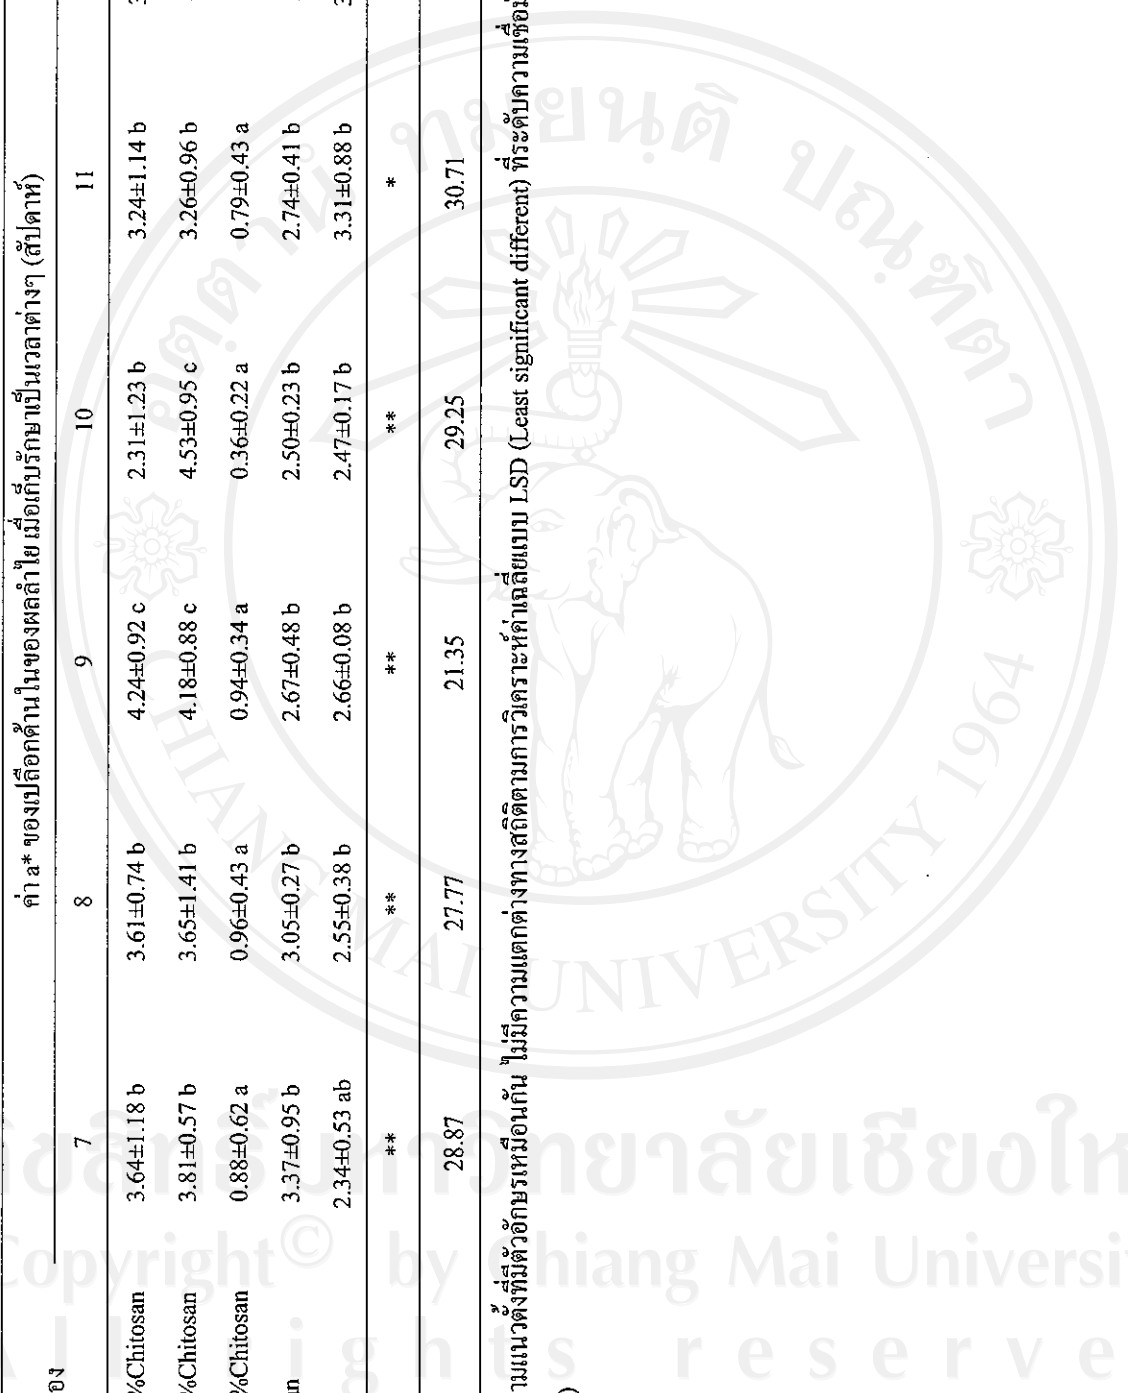 ค่า a* ของเปลือกด้านในของผลลำไย เมื่อเก็บรักษาเป็นเวลาต่างๆ (สัปดาห์)
7 8 9 10 11
%Chitosan 3.64±1.18 b 3.61±0.74 b 4.24±0.92 c 2.31±1.23 b 3.24±1.14 b
%Chitosan 3.81±0.57 b 3.65±1.41 b 4.18±0.88 c 4.53±0.95 c 3.26±0.96 b
%Chitosan 0.88±0.62 a 0.96±0.43 a 0.94±0.34 a 0.36±0.22 a 0.79±0.43 a
3.37±0.95 b 3.05±0.27 b 2.67±0.48 b 2.50±0.23 b 2.74±0.41 b
2.34±0.53 ab 2.55±0.38 b 2.66±0.08 b 2.47±0.17 b 3.31±0.88 b
** ** ** ** *
28.87 27.77 21.35 29.25 30.71
ามแนวตั้งที่มีตัวอักษรเหมือนกัน ไม่มีความแตกต่างทางสถิติตามการวิเคราะห์ค่าเฉลี่ยแบบ LSD (Least significant different) ที่ระดับความเชื่อม
CHIANG MAI UNIVERSITY 1964
Copyright© by Chiang Mai Universi
All rights reserve